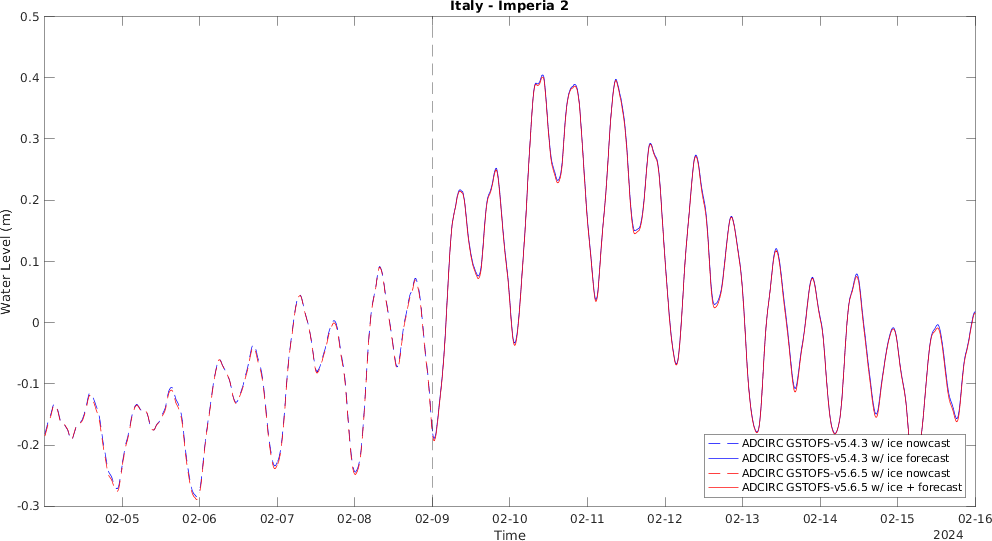 Italy - Imperia 2
Water Level (m)
0.5
0.4
0.3
0.2
0.1
0
-0.1
-0.2
-0.3
02-05 02-06 02-07 02-08 02-09 02-10 02-11 02-12 02-13 02-14 02-15 02-16
Time
2024
ADCIRC GSTOFS-v5.4.3 w/ ice nowcast
ADCIRC GSTOFS-v5.4.3 w/ ice forecast
ADCIRC GSTOFS-v5.6.5 w/ ice nowcast
ADCIRC GSTOFS-v5.6.5 w/ ice + forecast